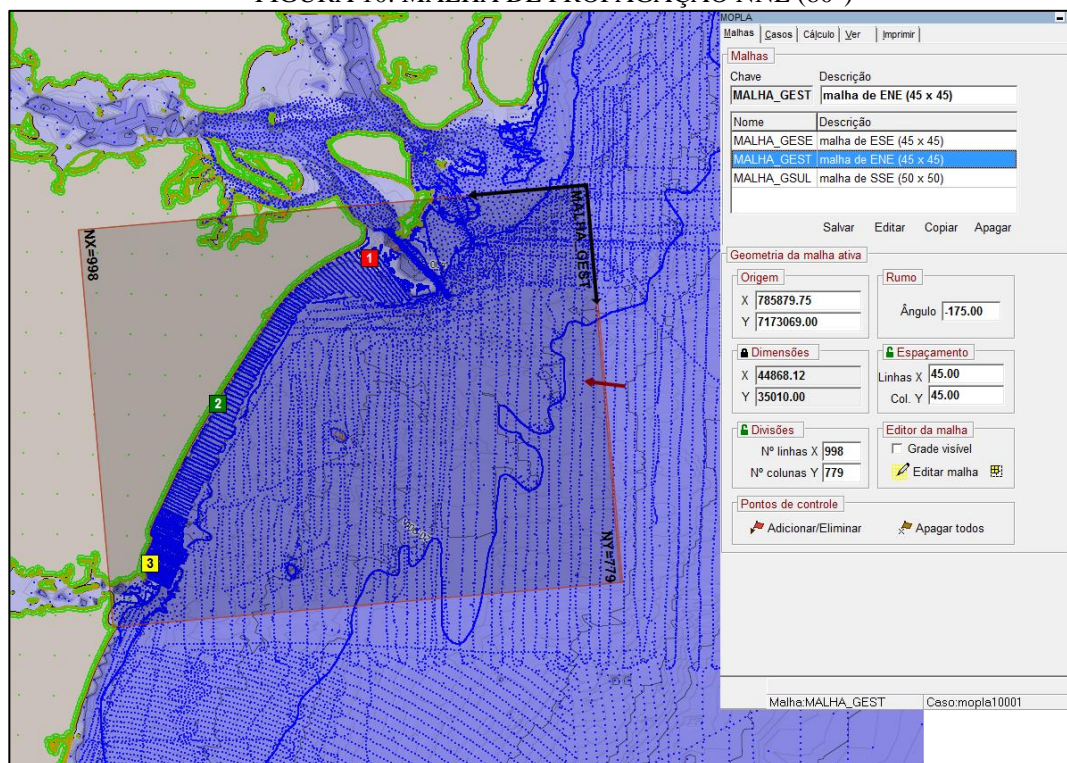 FIGURA 10: MALHA DE PROPAGAÇÃO NNE (60°)
MOPLA
Malhas Casos Cálculo Ver Imprimir
Malhas
Chave Descrição
MALHA_GEST malha de ENE (45 x 45)
Nome Descrição
MALHA_GESE malha de ESE (45 x 45)
MALHA_GEST malha de ENE (45 x 45)
MALHA_GSUL malha de SSE (50 x 50)
Salvar Editar Copiar Apagar
Geometria da malha ativa
Origem
X 785879.75
Y 7173069.00
Rumo
Ângulo -175.00
Dimensões
X 44868.12
Y 35010.00
Espaçamento
Linhas X 45.00
Col. Y 45.00
Divisões
Nº linhas X 998
Nº colunas Y 779
Editor da malha
Grade visível
Editar malha
Pontos de controle
Adicionar/Eliminar Apagar todos
Malha:MALHA_GEST Caso:mopla10001
MALHA_GEST
NX=998
NY=779
1
2
3